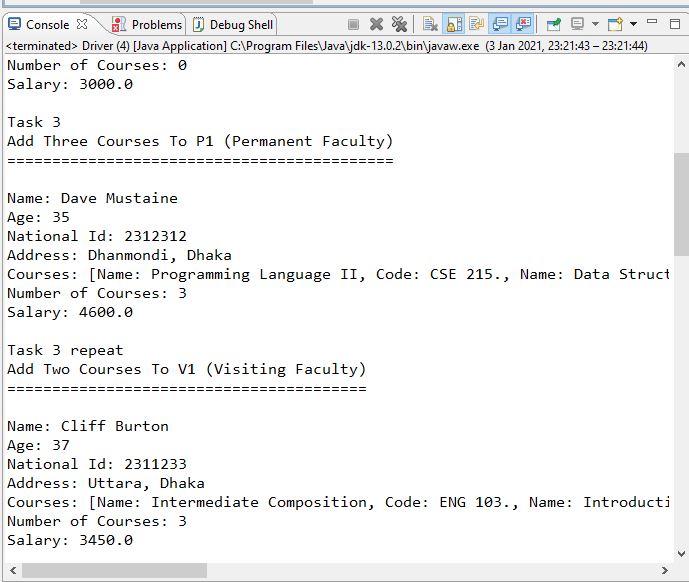 Console Problems Debug Shell
<terminated> Driver (4) [Java Application] C:\Program Files\Java\jdk-13.0.2\bin\javaw.exe (3 Jan 2021, 23:21:43 – 23:21:44)
Number of Courses: 0
Salary: 3000.0
Task 3
Add Three Courses To P1 (Permanent Faculty)
===========================================
Name: Dave Mustaine
Age: 35
National Id: 2312312
Address: Dhanmondi, Dhaka
Courses: [Name: Programming Language II, Code: CSE 215., Name: Data Struct
Number of Courses: 3
Salary: 4600.0
Task 3 repeat
Add Two Courses To V1 (Visiting Faculty)
========================================
Name: Cliff Burton
Age: 37
National Id: 2311233
Address: Uttara, Dhaka
Courses: [Name: Intermediate Composition, Code: ENG 103., Name: Introducti
Number of Courses: 3
Salary: 3450.0